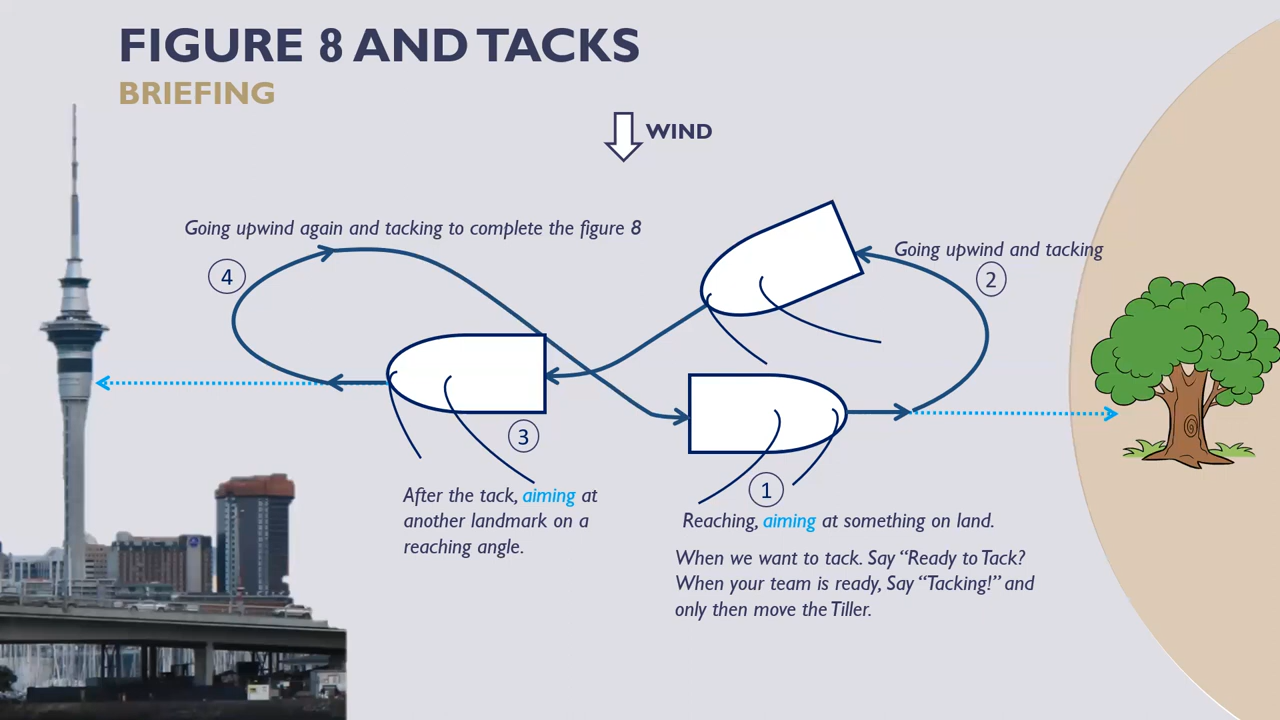 FIGURE 8 AND TACKS
BRIEFING
WIND
Going upwind again and tacking to complete the figure 8
4
Going upwind and tacking
2
3
After the tack, aiming at
another landmark on a
reaching angle.
1
Reaching, aiming at something on land.
When we want to tack. Say “Ready to Tack?
When your team is ready, Say “Tacking!” and
only then move the Tiller.